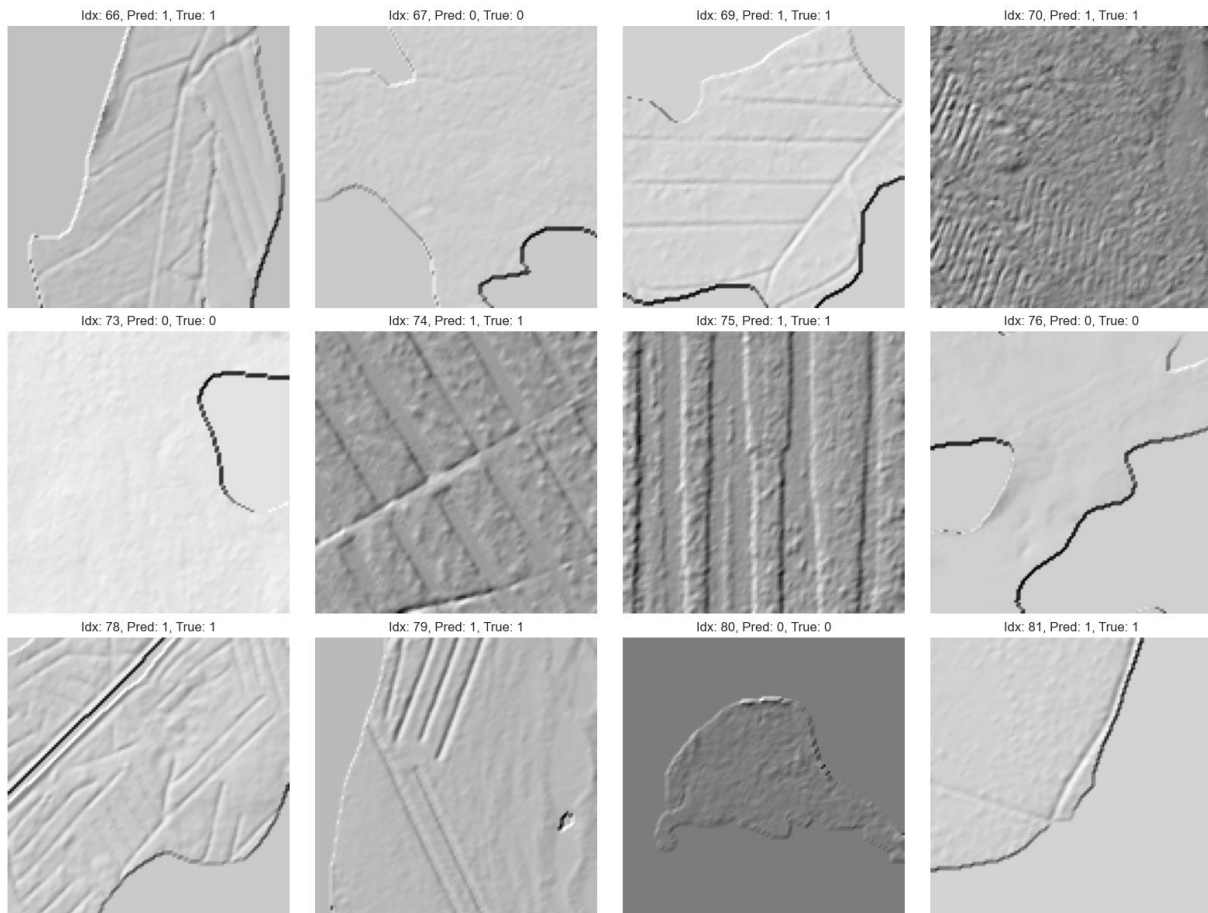 Idx: 66, Pred: 1, True: 1
Idx: 67, Pred: 0, True: 0
Idx: 69, Pred: 1, True: 1
Idx: 70, Pred: 1, True: 1
Idx: 73, Pred: 0, True: 0
Idx: 74, Pred: 1, True: 1
Idx: 75, Pred: 1, True: 1
Idx: 76, Pred: 0, True: 0
Idx: 78, Pred: 1, True: 1
Idx: 79, Pred: 1, True: 1
Idx: 80, Pred: 0, True: 0
Idx: 81, Pred: 1, True: 1